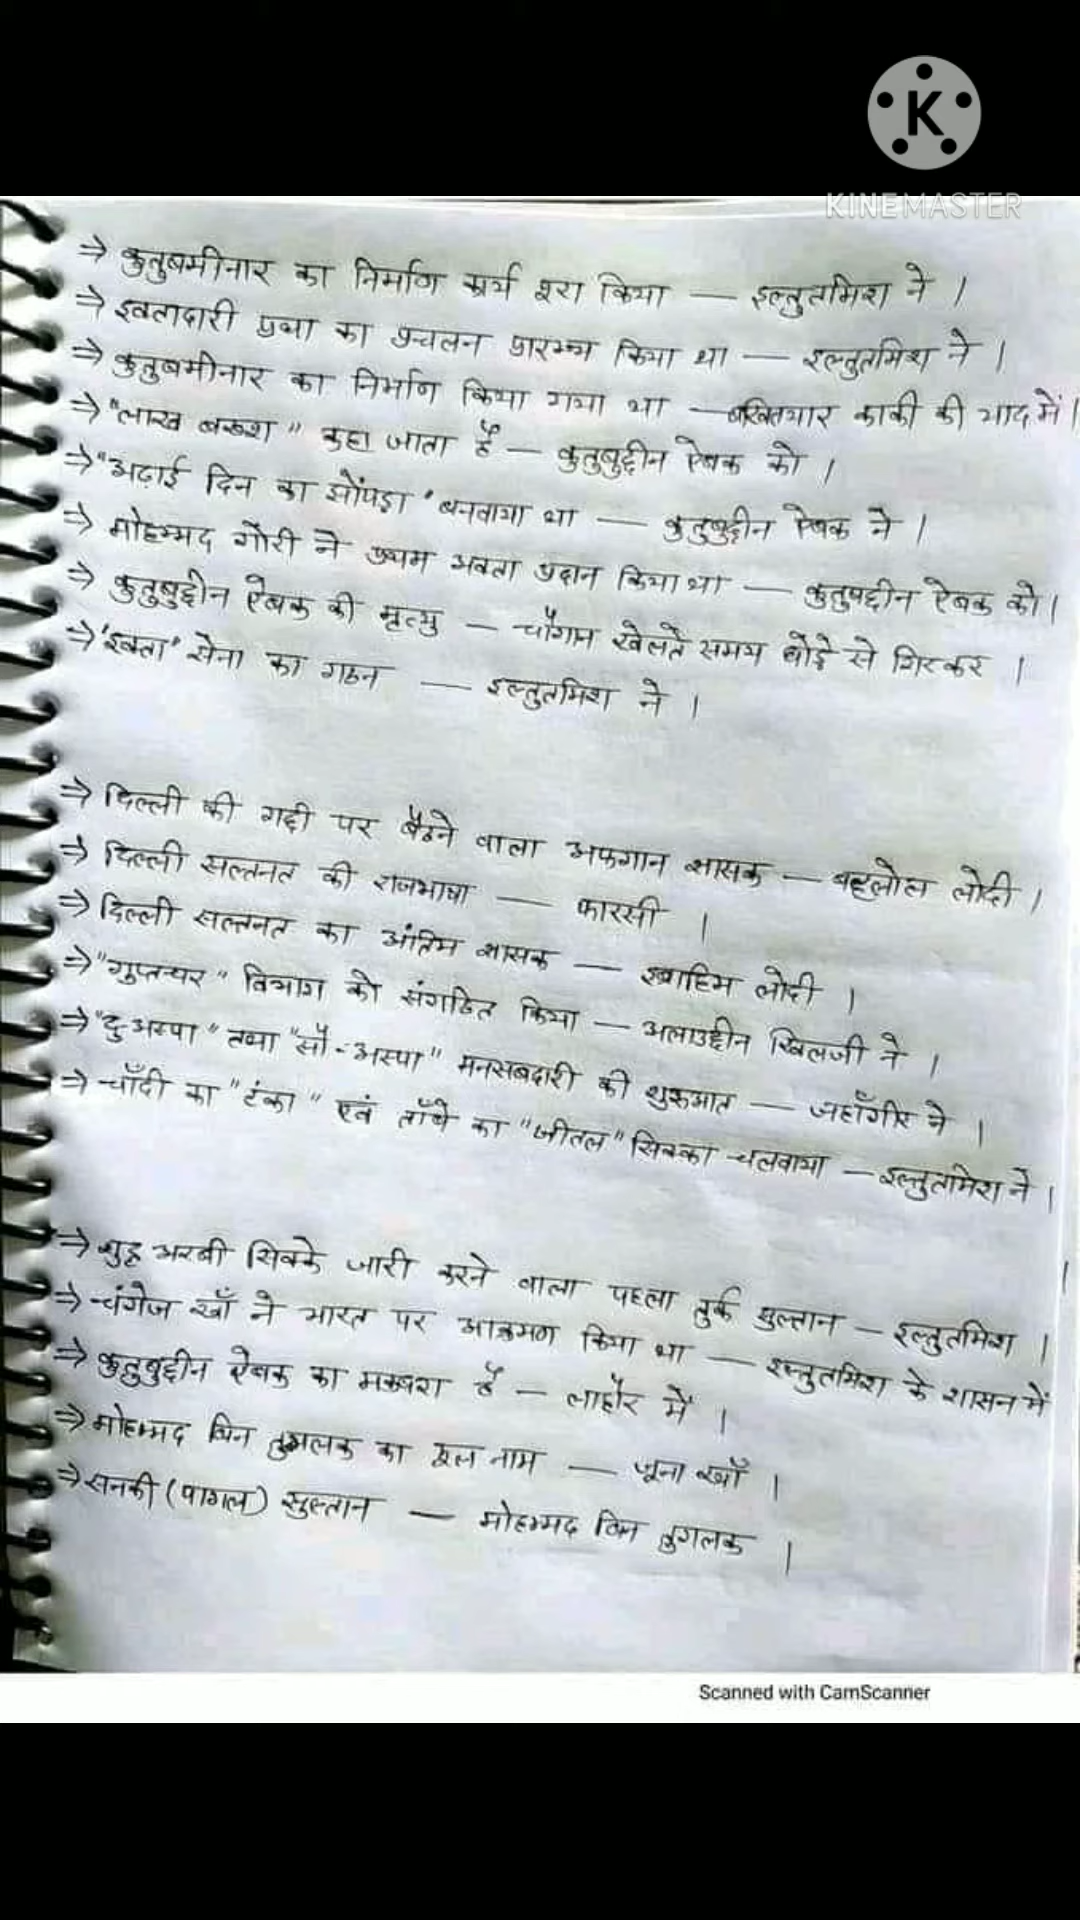 K
KINEMASTER
⇒ कुतुबमीनार का निर्माण कार्य पूरा किया — इल्तुतमिश ने ।
⇒ इक्तादारी प्रथा का प्रचलन प्रारम्भ किया था — इल्तुतमिश ने ।
⇒ कुतुबमीनार का निर्माण किया गया था — बख्तियार काकी की याद में ।
⇒ "लाख बख्श" कहा जाता है — कुतुबुद्दीन ऐबक को ।
⇒ "अढ़ाई दिन का झोंपड़ा" बनवाया था — कुतुबुद्दीन ऐबक ने ।
⇒ मोहम्मद गोरी ने प्रथम अक्ता प्रदान किया था — कुतुबद्दीन ऐबक को ।
⇒ कुतुबुद्दीन ऐबक की मृत्यु — चौगान खेलते समय घोड़े से गिरकर ।
⇒ "इक्ता" सेना का गठन — इल्तुतमिश ने ।
⇒ दिल्ली की गद्दी पर बैठने वाला अफगान शासक — बहलोल लोदी ।
⇒ दिल्ली सल्तनत की राजभाषा — फारसी ।
⇒ दिल्ली सल्तनत का अंतिम शासक — इब्राहिम लोदी ।
⇒ "गुप्तचर" विभाग को संगठित किया — अलाउद्दीन खिलजी ने ।
⇒ "दु-अस्पा" तथा "सी-अस्पा" मनसबदारी की शुरूआत — जहाँगीर ने ।
⇒ चाँदी का "टंका" एवं ताँबे का "जीतल" सिक्का चलवाया — इल्तुतमिश ने ।
⇒ शुद्ध अरबी सिक्के जारी करने वाला पहला तुर्क सुल्तान — इल्तुतमिश ।
⇒ चंगेज खाँ ने भारत पर आक्रमण किया था — इल्तुतमिश के शासन में
⇒ कुतुबुद्दीन ऐबक का मकबरा है — लाहौर में ।
⇒ मोहम्मद बिन तुगलक का मूल नाम — जूना खाँ ।
⇒ सनकी (पागल) सुल्तान — मोहम्मद बिन तुगलक ।
Scanned with CamScanner